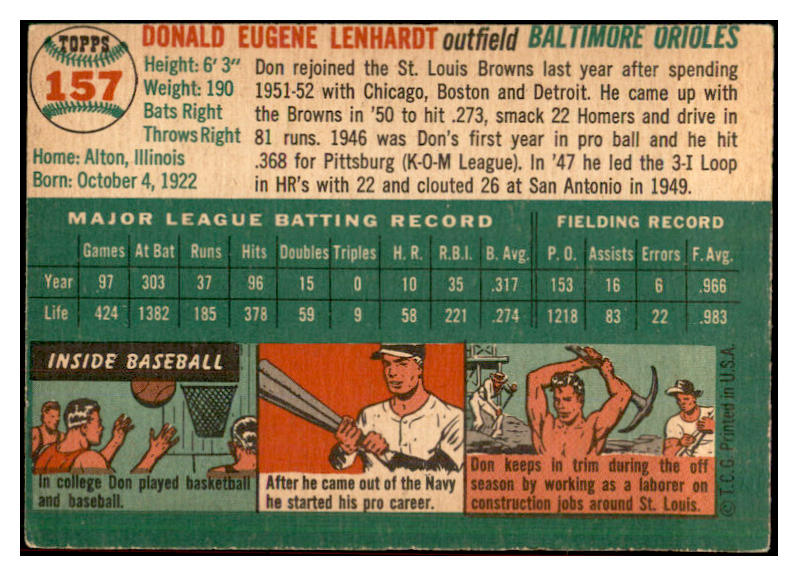 TOPPS
157
DONALD EUGENE LENHARDT outfield BALTIMORE ORIOLES
Height: 6' 3"
Weight: 190
Bats Right
Throws Right
Home: Alton, Illinois
Born: October 4, 1922
Don rejoined the St. Louis Browns last year after spending
1951-52 with Chicago, Boston and Detroit. He came up with
the Browns in '50 to hit .273, smack 22 Homers and drive in
81 runs. 1946 was Don's first year in pro ball and he hit
.368 for Pittsburg (K-O-M League). In '47 he led the 3-I Loop
in HR's with 22 and clouted 26 at San Antonio in 1949.
MAJOR LEAGUE BATTING RECORD FIELDING RECORD
Games At Bat Runs Hits Doubles Triples H. R. R.B.I. B. Avg. P. O. Assists Errors F. Avg.
Year 97 303 37 96 15 0 10 35 .317 153 16 6 .966
Life 424 1382 185 378 59 9 58 221 .274 1218 83 22 .983
INSIDE BASEBALL
In college Don played basketball
and baseball.
After he came out of the Navy
he started his pro career.
Don keeps in trim during the off
season by working as a laborer on
construction jobs around St. Louis.
© T.C.G. Printed in U.S.A.